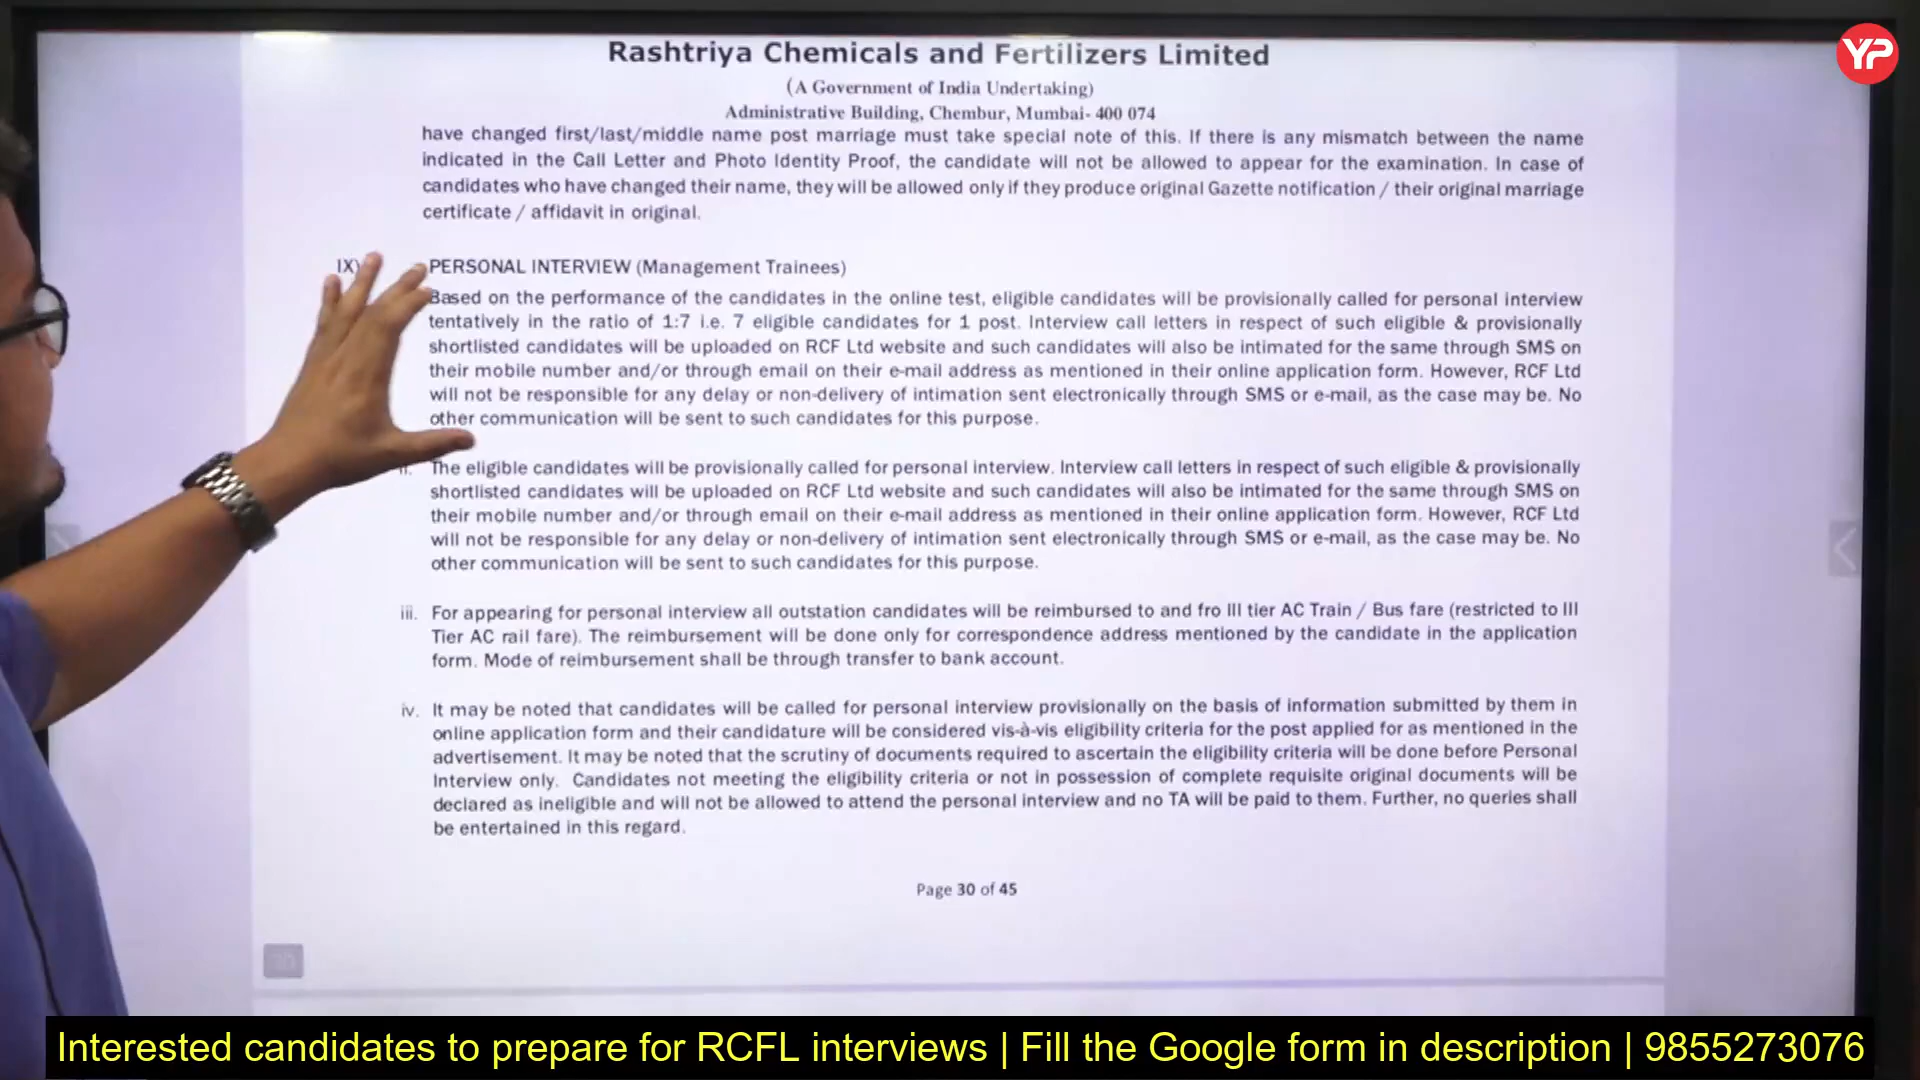 YP
Rashtriya Chemicals and Fertilizers Limited
(A Government of India Undertaking)
Administrative Building, Chembur, Mumbai- 400 074
have changed first/last/middle name post marriage must take special note of this. If there is any mismatch between the name
indicated in the Call Letter and Photo Identity Proof, the candidate will not be allowed to appear for the examination. In case of
candidates who have changed their name, they will be allowed only if they produce original Gazette notification / their original marriage
certificate / affidavit in original.
IX) PERSONAL INTERVIEW (Management Trainees)
Based on the performance of the candidates in the online test, eligible candidates will be provisionally called for personal interview
tentatively in the ratio of 1:7 i.e. 7 eligible candidates for 1 post. Interview call letters in respect of such eligible & provisionally
shortlisted candidates will be uploaded on RCF Ltd website and such candidates will also be intimated for the same through SMS on
their mobile number and/or through email on their e-mail address as mentioned in their online application form. However, RCF Ltd
will not be responsible for any delay or non-delivery of intimation sent electronically through SMS or e-mail, as the case may be. No
other communication will be sent to such candidates for this purpose.
ii. The eligible candidates will be provisionally called for personal interview. Interview call letters in respect of such eligible & provisionally
shortlisted candidates will be uploaded on RCF Ltd website and such candidates will also be intimated for the same through SMS on
their mobile number and/or through email on their e-mail address as mentioned in their online application form. However, RCF Ltd
will not be responsible for any delay or non-delivery of intimation sent electronically through SMS or e-mail, as the case may be. No
other communication will be sent to such candidates for this purpose.
iii. For appearing for personal interview all outstation candidates will be reimbursed to and fro III tier AC Train / Bus fare (restricted to III
Tier AC rail fare). The reimbursement will be done only for correspondence address mentioned by the candidate in the application
form. Mode of reimbursement shall be through transfer to bank account.
iv. It may be noted that candidates will be called for personal interview provisionally on the basis of information submitted by them in
online application form and their candidature will be considered vis-à-vis eligibility criteria for the post applied for as mentioned in the
advertisement. It may be noted that the scrutiny of documents required to ascertain the eligibility criteria will be done before Personal
Interview only. Candidates not meeting the eligibility criteria or not in possession of complete requisite original documents will be
declared as ineligible and will not be allowed to attend the personal interview and no TA will be paid to them. Further, no queries shall
be entertained in this regard.
Page 30 of 45
30
Interested candidates to prepare for RCFL interviews | Fill the Google form in description | 9855273076